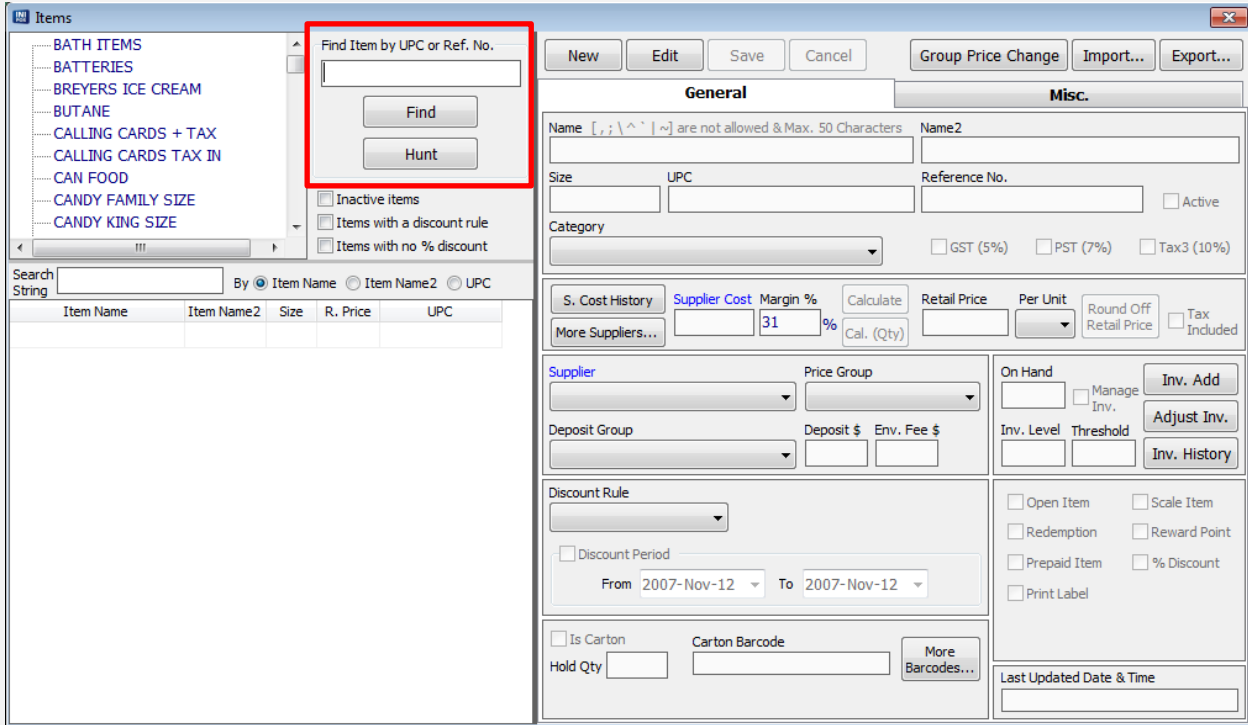 INI
POS
Items
BATH ITEMS
BATTERIES
BREYERS ICE CREAM
BUTANE
CALLING CARDS + TAX
CALLING CARDS TAX IN
CAN FOOD
CANDY FAMILY SIZE
CANDY KING SIZE
Find Item by UPC or Ref. No.
Find
Hunt
Inactive items
Items with a discount rule
Items with no % discount
Search String
By Item Name Item Name2 UPC
Item Name Item Name2 Size R. Price UPC
New Edit Save Cancel Group Price Change Import... Export...
General Misc.
Name [ , ; \ ^ ` | ~] are not allowed & Max. 50 Characters Name2
Size UPC Reference No.
Active
Category
GST (5%) PST (7%) Tax3 (10%)
S. Cost History Supplier Cost Margin % Calculate Retail Price Per Unit Round Off Retail Price Tax Included
More Suppliers... 31 % Cal. (Qty)
Supplier Price Group
Deposit Group Deposit $ Env. Fee $
On Hand Manage Inv. Inv. Add
Adjust Inv.
Inv. Level Threshold Inv. History
Discount Rule
Discount Period
From 2007-Nov-12 To 2007-Nov-12
Open Item Scale Item
Redemption Reward Point
Prepaid Item % Discount
Print Label
Is Carton Carton Barcode
Hold Qty More Barcodes...
Last Updated Date & Time